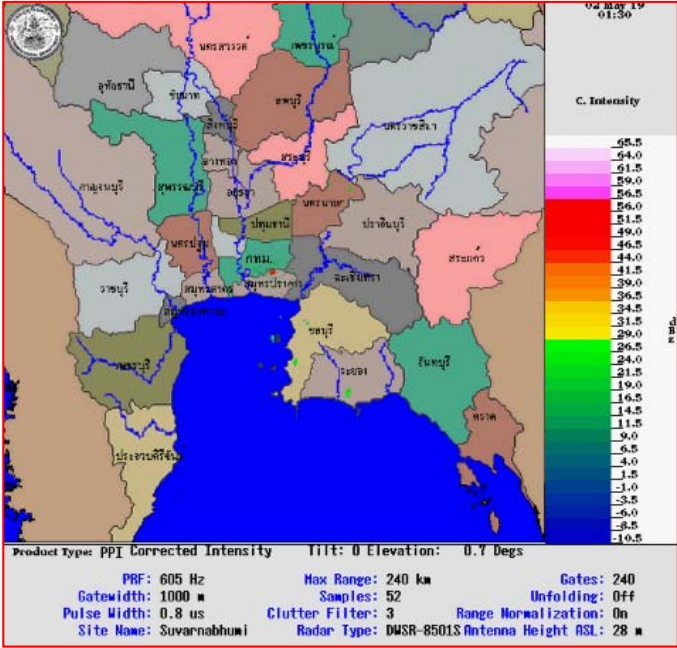 02 May 19
01:30
C. Intensity
นครสวรรค์
เพชรบูรณ์
อุทัยธานี
ชัยนาท
ลพบุรี
สิงห์บุรี
นครราชสีมา
อ่างทอง
สระบุรี
กาญจนบุรี
สุพรรณบุรี
อยุธยา
นครนายก
ปทุมธานี
ปราจีนบุรี
นครปฐม
กทม.
สระแก้ว
ราชบุรี
สมุทรสาคร
สมุทรปราการ
ฉะเชิงเทรา
สมุทรสงคราม
ชลบุรี
เพชรบุรี
ระยอง
จันทบุรี
ตราด
ประจวบคีรีขันธ์
65.5
64.0
61.5
59.0
56.5
56.0
51.5
49.0
46.5
44.0
41.5
39.0
36.5
34.0
31.5
29.0
26.5
24.0
21.5
19.0
16.5
14.0
11.5
9.0
6.5
4.0
1.5
-1.0
-3.5
-6.0
-8.5
-10.5
Product Type: PPI Corrected Intensity Tilt: 0 Elevation: 0.7 Degs
PRF: 605 Hz Max Range: 240 km Gates: 240
Gatewidth: 1000 m Samples: 52 Unfolding: Off
Pulse Width: 0.8 us Clutter Filter: 3 Range Normalization: On
Site Name: Suvarnabhumi Radar Type: DWSR-8501S Antenna Height ASL: 28 m